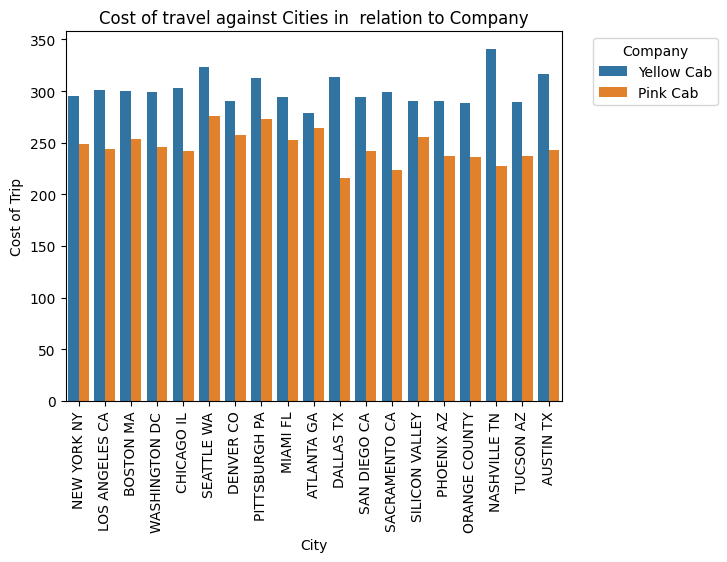 Cost of travel against Cities in  relation to Company
Company
Yellow Cab
Pink Cab
Cost of Trip
350
300
250
200
150
100
50
0
NEW YORK NY
LOS ANGELES CA
BOSTON MA
WASHINGTON DC
CHICAGO IL
SEATTLE WA
DENVER CO
PITTSBURGH PA
MIAMI FL
ATLANTA GA
DALLAS TX
SAN DIEGO CA
SACRAMENTO CA
SILICON VALLEY
PHOENIX AZ
ORANGE COUNTY
NASHVILLE TN
TUCSON AZ
AUSTIN TX
City